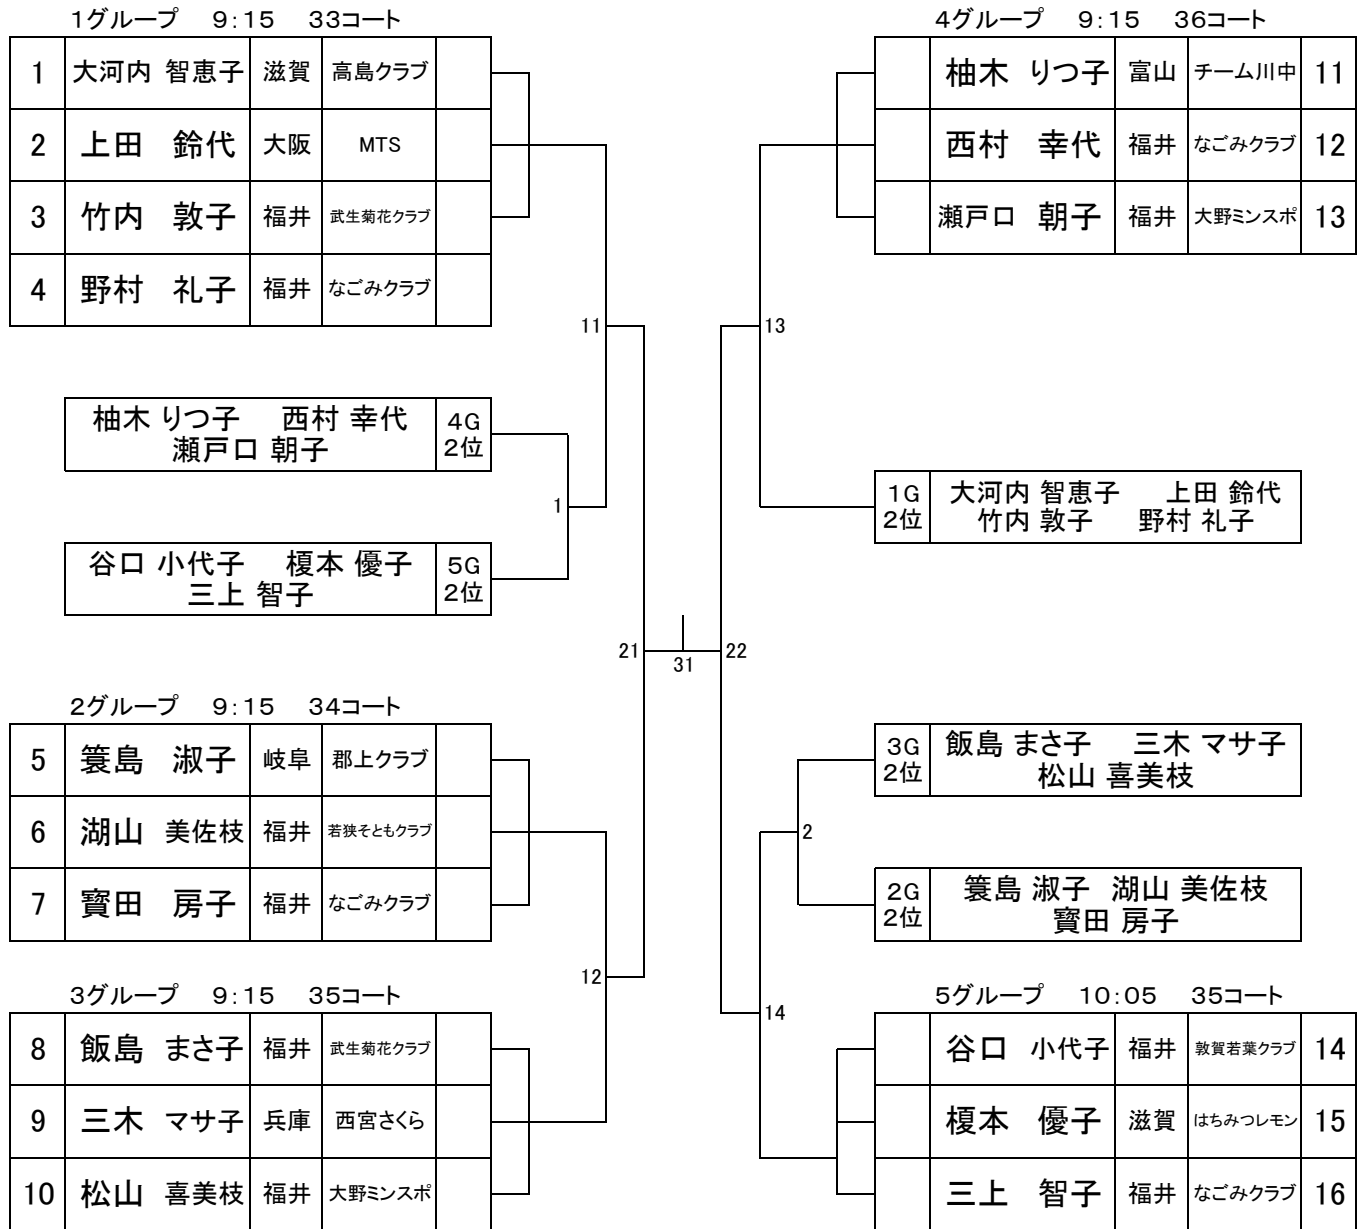 1グループ 9:15 33コート
1 大河内 智恵子 滋賀 高島クラブ
2 上田 鈴代 大阪 MTS
3 竹内 敦子 福井 武生菊花クラブ
4 野村 礼子 福井 なごみクラブ
11
柚木 りつ子 西村 幸代
瀬戸口 朝子
4G
2位
1
谷口 小代子 榎本 優子
三上 智子
5G
2位
21
31
2グループ 9:15 34コート
5 簑島 淑子 岐阜 郡上クラブ
6 湖山 美佐枝 福井 若狭そともクラブ
7 寳田 房子 福井 なごみクラブ
12
3グループ 9:15 35コート
8 飯島 まさ子 福井 武生菊花クラブ
9 三木 マサ子 兵庫 西宮さくら
10 松山 喜美枝 福井 大野ミンスポ
4グループ 9:15 36コート
柚木 りつ子 富山 チーム川中 11
西村 幸代 福井 なごみクラブ 12
瀬戸口 朝子 福井 大野ミンスポ 13
13
1G
2位
大河内 智恵子 上田 鈴代
竹内 敦子 野村 礼子
22
3G
2位
飯島 まさ子 三木 マサ子
松山 喜美枝
2
2G
2位
簑島 淑子 湖山 美佐枝
寳田 房子
14
5グループ 10:05 35コート
谷口 小代子 福井 敦賀若葉クラブ 14
榎本 優子 滋賀 はちみつレモン 15
三上 智子 福井 なごみクラブ 16